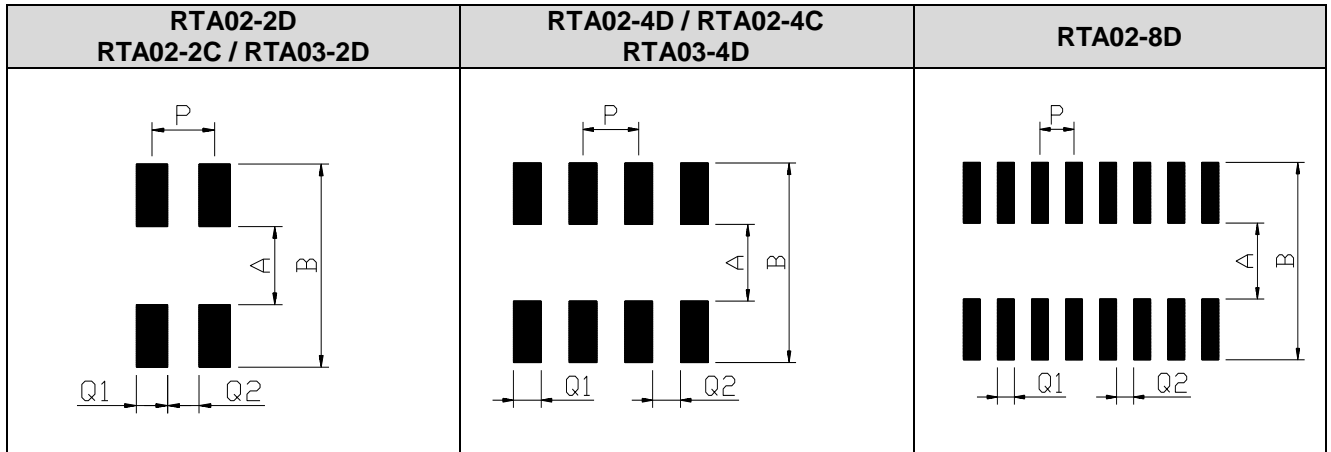 RTA02-2D
RTA02-2C / RTA03-2D
RTA02-4D / RTA02-4C
RTA03-4D
RTA02-8D
P
A
B
Q1
Q2
P
A
B
Q1
Q2
P
A
B
Q1
Q2